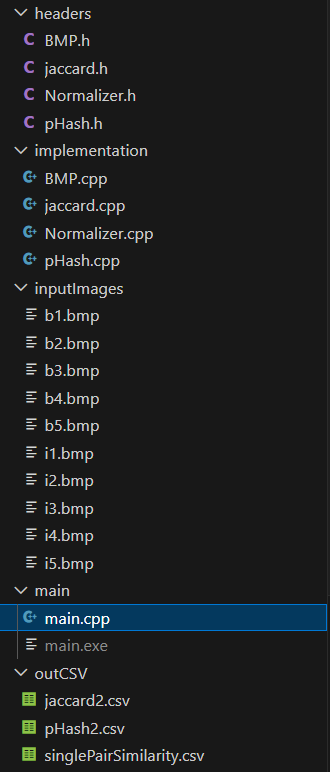 headers
BMP.h
jaccard.h
Normalizer.h
pHash.h
implementation
BMP.cpp
jaccard.cpp
Normalizer.cpp
pHash.cpp
inputImages
b1.bmp
b2.bmp
b3.bmp
b4.bmp
b5.bmp
i1.bmp
i2.bmp
i3.bmp
i4.bmp
i5.bmp
main
main.cpp
main.exe
outCSV
jaccard2.csv
pHash2.csv
singlePairSimilarity.csv